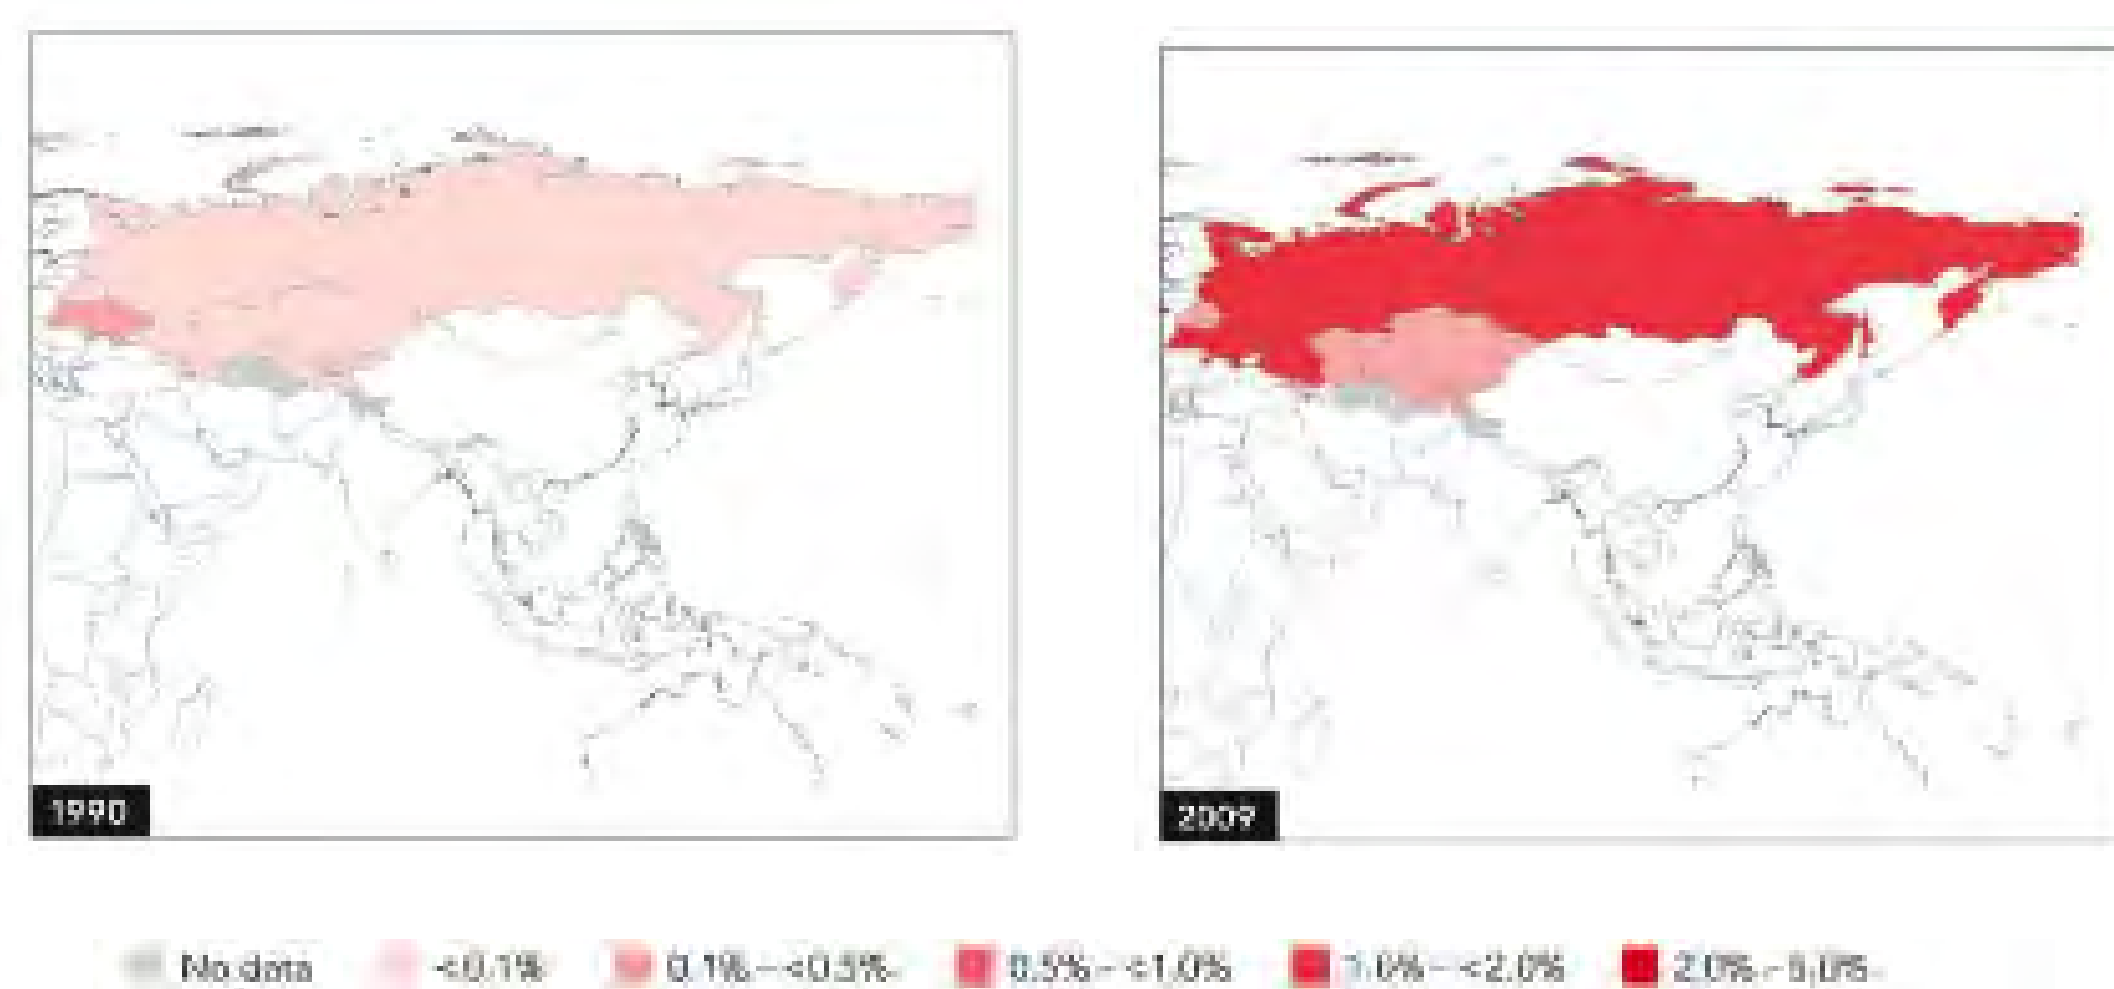 1990
2009
No data <0.1% 0.1% – <0.5% 0.5% – <1.0% 1.0% – <2.0% 2.0% – 5.0%